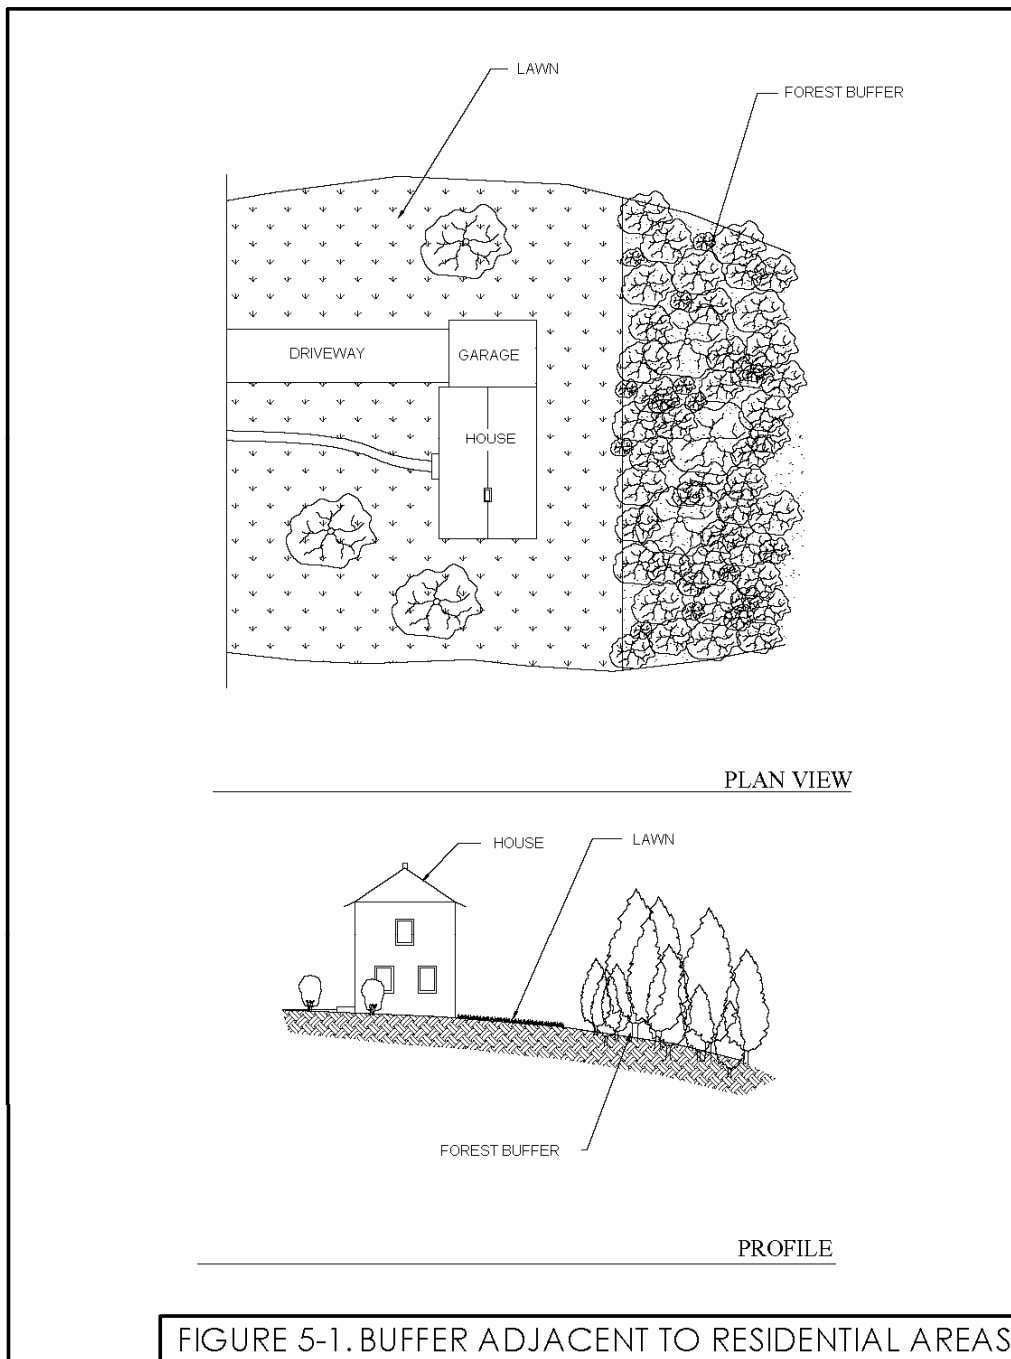 LAWN
FOREST BUFFER
DRIVEWAY
GARAGE
HOUSE
PLAN VIEW
HOUSE
LAWN
FOREST BUFFER
PROFILE
FIGURE 5-1. BUFFER ADJACENT TO RESIDENTIAL AREAS